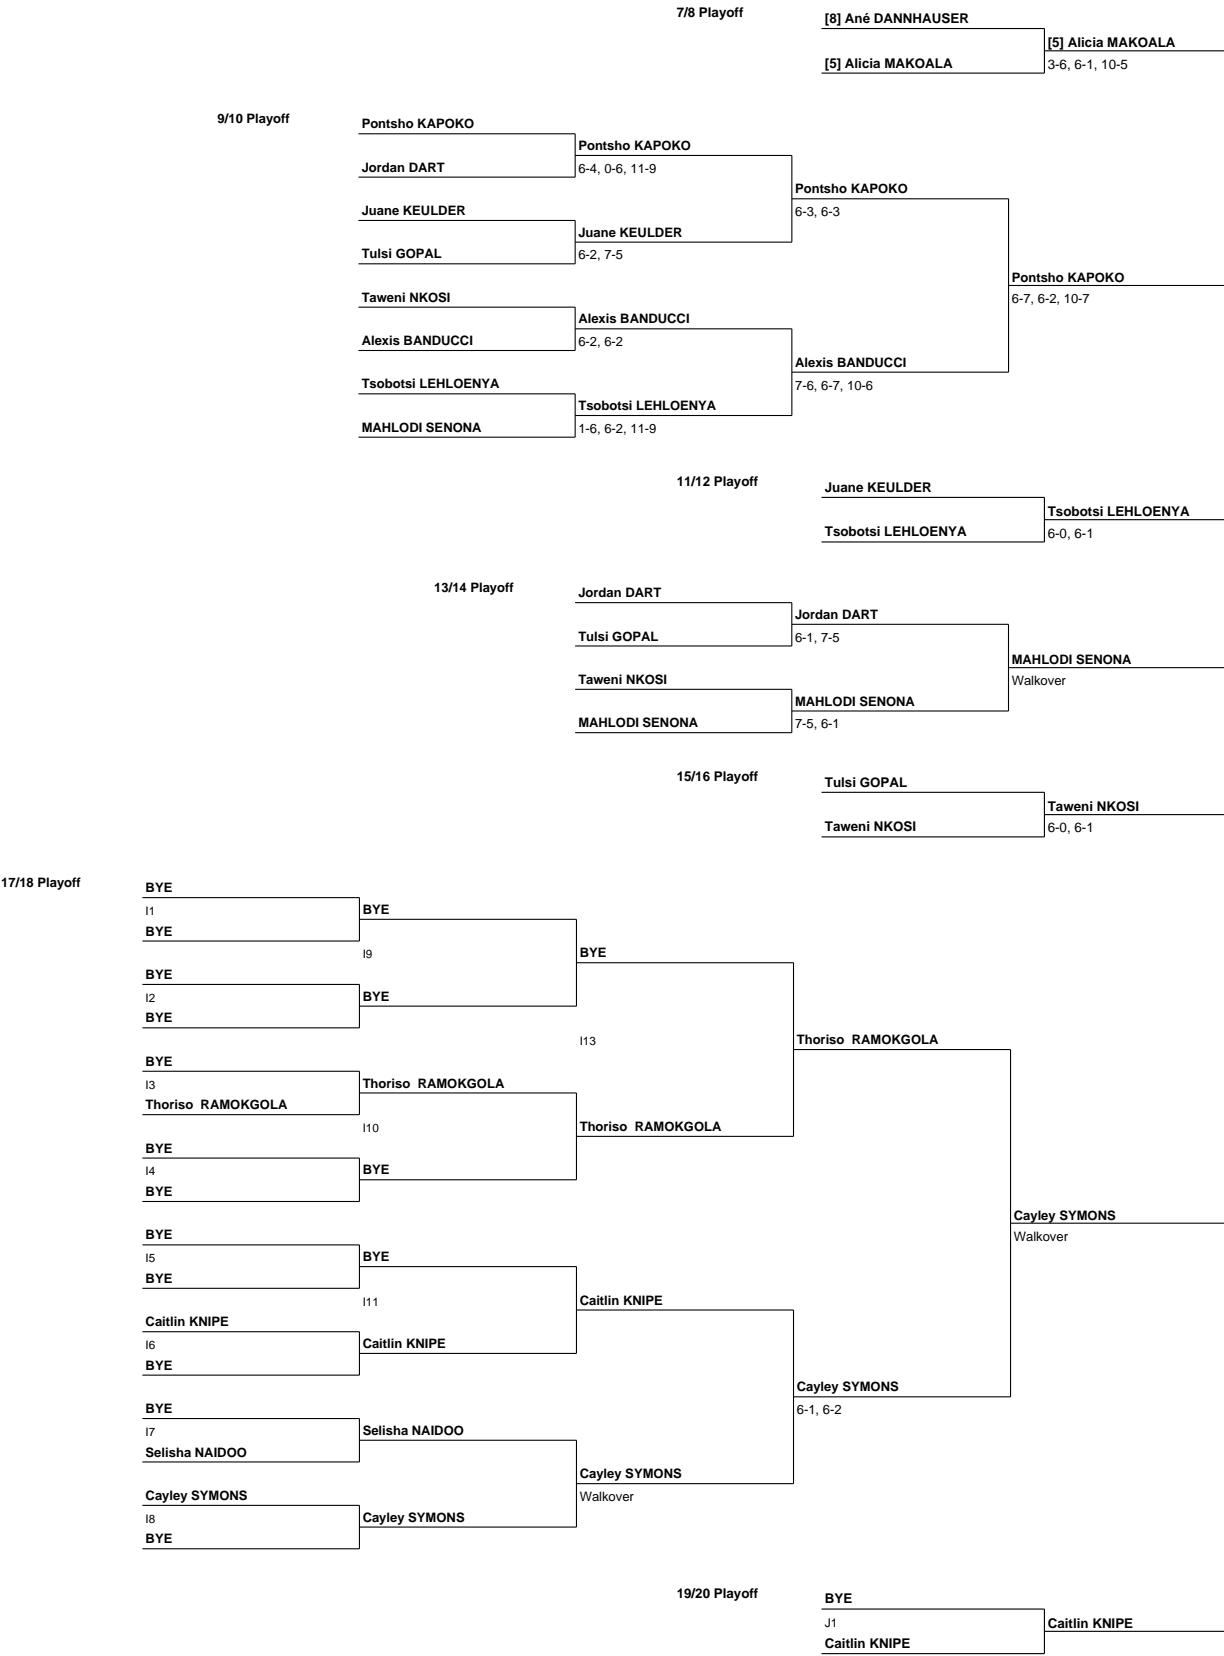 7/8 Playoff
[8] Ané DANNHAUSER
[5] Alicia MAKOALA
[5] Alicia MAKOALA
3-6, 6-1, 10-5
9/10 Playoff
Pontsho KAPOKO
Pontsho KAPOKO
Jordan DART
6-4, 0-6, 11-9
Pontsho KAPOKO
Juane KEULDER
6-3, 6-3
Juane KEULDER
Tulsi GOPAL
6-2, 7-5
Pontsho KAPOKO
Taweni NKOSI
6-7, 6-2, 10-7
Alexis BANDUCCI
Alexis BANDUCCI
6-2, 6-2
Alexis BANDUCCI
Tsobotsi LEHLOENYA
7-6, 6-7, 10-6
Tsobotsi LEHLOENYA
MAHLODI SENONA
1-6, 6-2, 11-9
11/12 Playoff
Juane KEULDER
Tsobotsi LEHLOENYA
Tsobotsi LEHLOENYA
6-0, 6-1
13/14 Playoff
Jordan DART
Jordan DART
Tulsi GOPAL
6-1, 7-5
MAHLODI SENONA
Taweni NKOSI
Walkover
MAHLODI SENONA
MAHLODI SENONA
7-5, 6-1
15/16 Playoff
Tulsi GOPAL
Taweni NKOSI
Taweni NKOSI
6-0, 6-1
17/18 Playoff
BYE
I1
BYE
BYE
I9
BYE
BYE
I2
BYE
BYE
I13
Thoriso RAMOKGOLA
BYE
I3
Thoriso RAMOKGOLA
Thoriso RAMOKGOLA
I10
Thoriso RAMOKGOLA
BYE
I4
BYE
BYE
Cayley SYMONS
Walkover
BYE
I5
BYE
BYE
I11
Caitlin KNIPE
Caitlin KNIPE
I6
Caitlin KNIPE
BYE
Cayley SYMONS
6-1, 6-2
BYE
I7
Selisha NAIDOO
Selisha NAIDOO
Cayley SYMONS
Walkover
Cayley SYMONS
I8
Cayley SYMONS
BYE
19/20 Playoff
BYE
J1
Caitlin KNIPE
Caitlin KNIPE